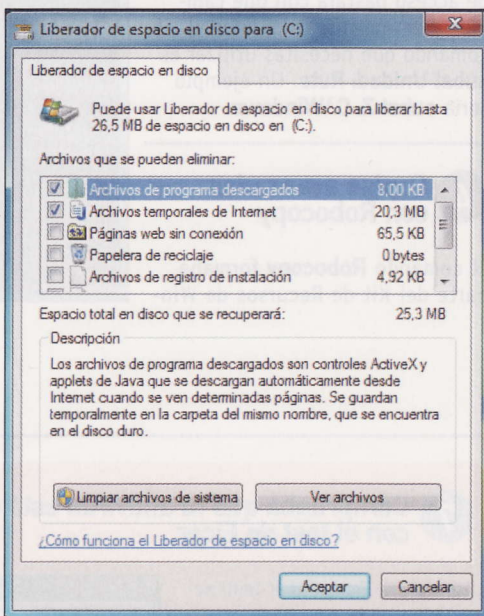 Liberador de espacio en disco para (C:)
Liberador de espacio en disco
Puede usar Liberador de espacio en disco para liberar hasta
26,5 MB de espacio en disco en (C:).
Archivos que se pueden eliminar:
Archivos de programa descargados 8,00 KB
Archivos temporales de Internet 20,3 MB
Páginas web sin conexión 65,5 KB
Papelera de reciclaje 0 bytes
Archivos de registro de instalación 4,92 KB
Espacio total en disco que se recuperará: 25,3 MB
Descripción
Los archivos de programa descargados son controles ActiveX y
applets de Java que se descargan automáticamente desde
Internet cuando se ven determinadas páginas. Se guardan
temporalmente en la carpeta del mismo nombre, que se encuentra
en el disco duro.
Limpiar archivos de sistema
Ver archivos
¿Cómo funciona el Liberador de espacio en disco?
Aceptar
Cancelar